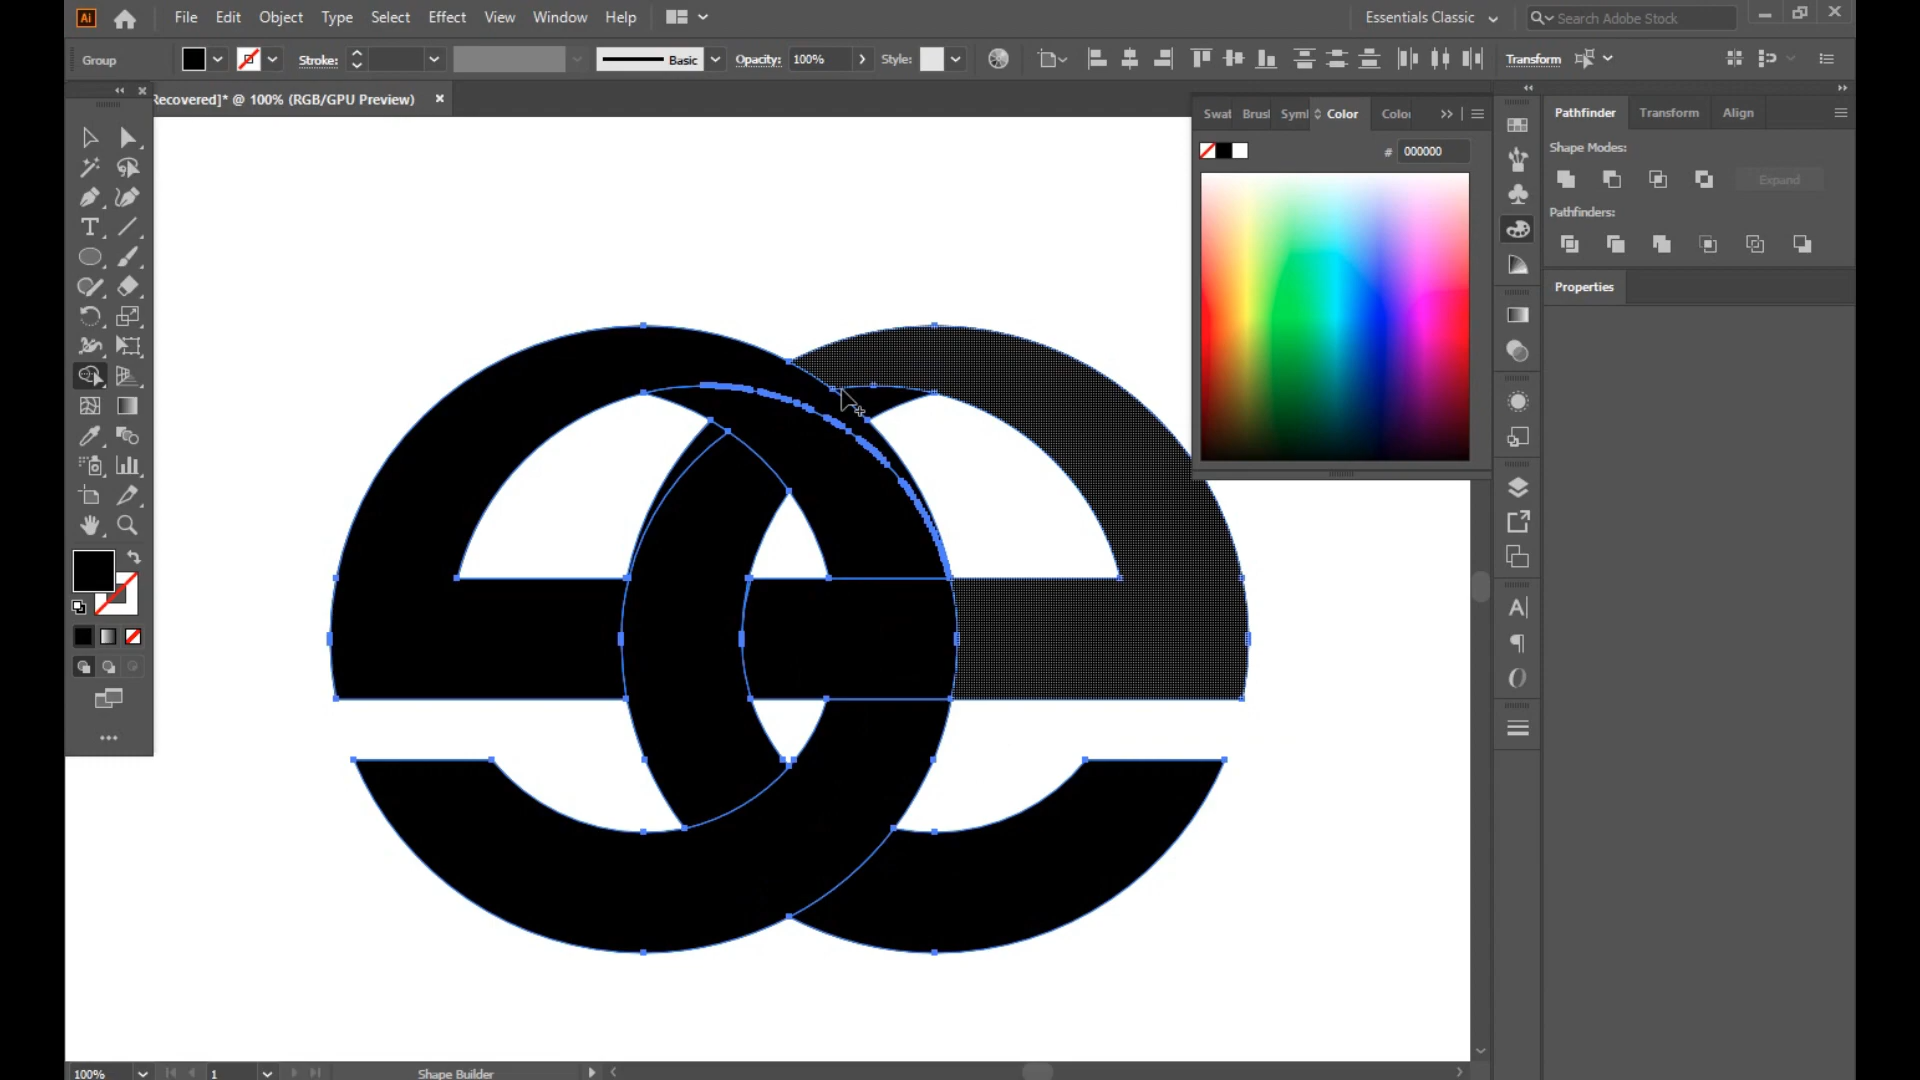 Ai File Edit Object Type Select Effect View Window Help Essentials Classic Search Adobe Stock
Group Stroke: Basic Opacity: 100% Style: Transform
Recovered]* @ 100% (RGB/GPU Preview)
Swat Brus Syml Color Color
# 000000
Pathfinder Transform Align
Shape Modes:
Expand
Pathfinders:
Properties
100% 1 Shape Builder